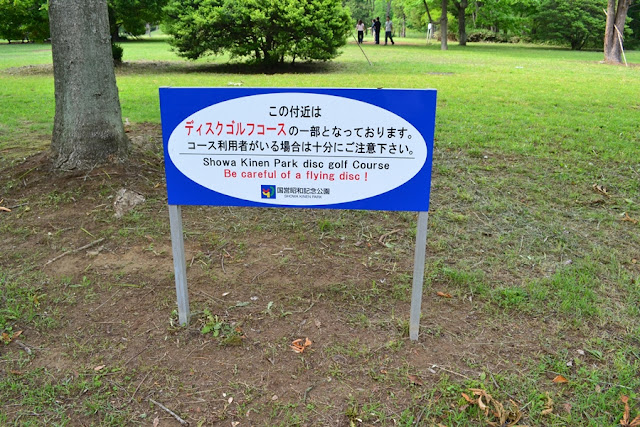 この付近は
ディスクゴルフコースの一部となっております。
コース利用者がいる場合は十分にご注意下さい。
Showa Kinen Park disc golf Course
Be careful of a flying disc!
国営昭和記念公園
SHOWA KINEN PARK